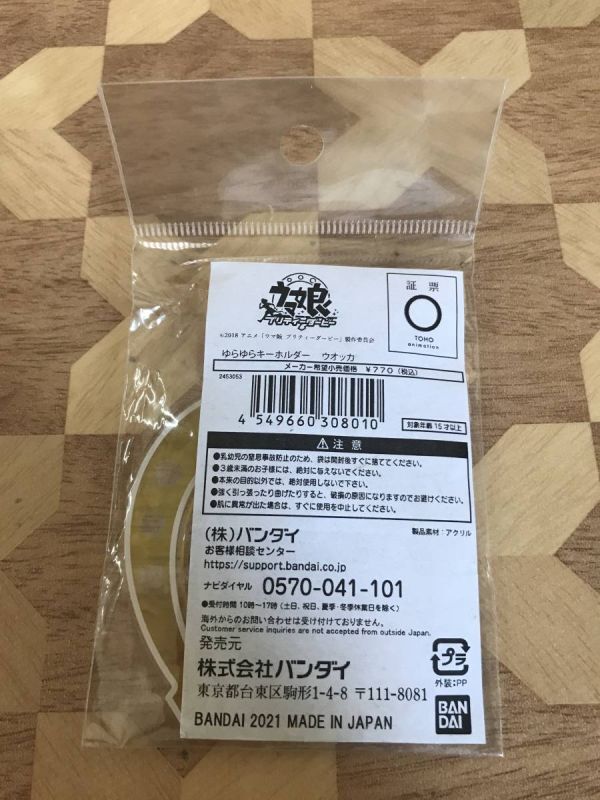 ウマ娘
プリティーダービー
証票
TOHO
animation
©2018 アニメ「ウマ娘 プリティーダービー」製作委員会
ゆらゆらキーホルダー ウオッカ
メーカー希望小売価格 ¥770(税込)
2453053
4 549660 308010
対象年齢15才以上
注意
●乳幼児の窒息事故防止のため、袋は開封後すぐに捨ててください。
●3歳未満のお子様には、絶対に与えないでください。
●本来の目的以外では、絶対使用しないで下さい。
●強く引っ張ったり曲げたりすると、破損の原因になりますのでお避けください。
●肌に異常が出た場合は、すぐに使用を中止してください。
(株)バンダイ 製品素材:アクリル
お客様相談センター
https://support.bandai.co.jp
ナビダイヤル 0570-041-101
●受付時間 10時〜17時(土日、祝日、夏季・冬季休業日を除く)
海外からのお問い合わせは受け付けておりません。
Customer service inquiries are not accepted from outside Japan.
発売元
株式会社バンダイ
東京都台東区駒形1-4-8 〒111-8081
プラ
外装:PP
BANDAI 2021 MADE IN JAPAN
BAN
DAI